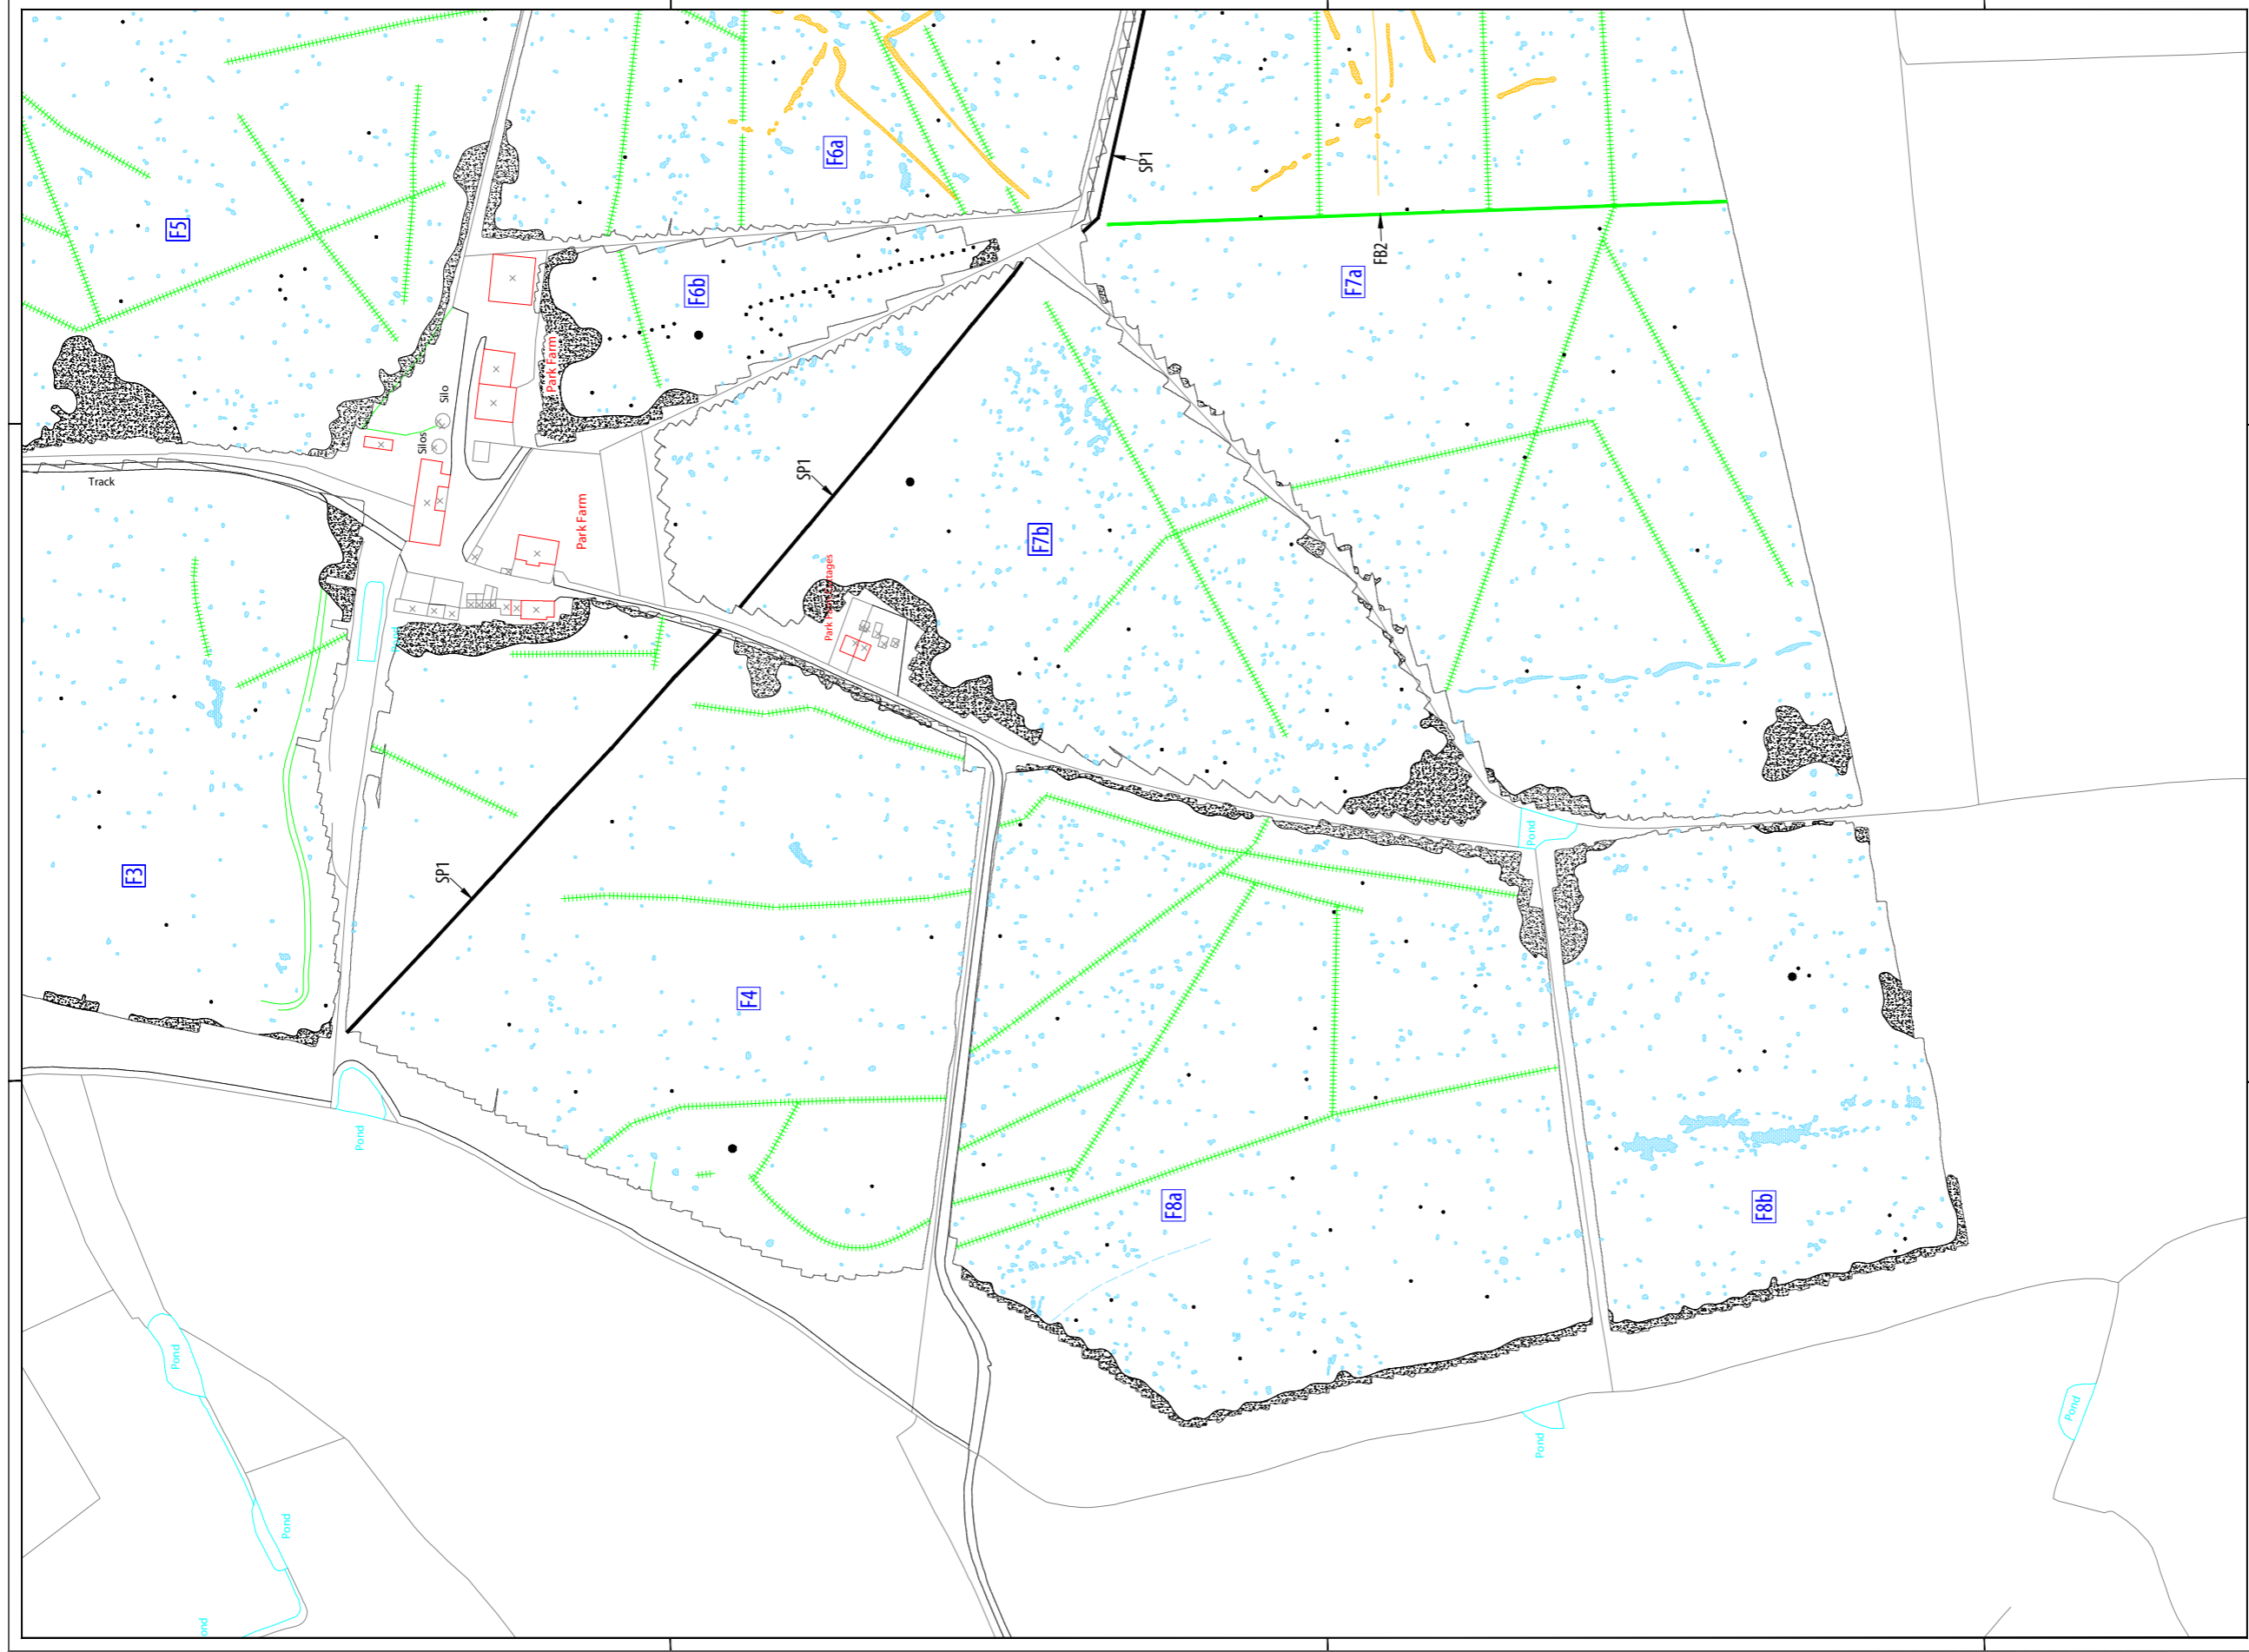 F5
F6a
SP1
F6b
F7a
FB2
Park Farm
Silo
Silos
Track
SP1
Park Farm
F7b
Park Farm Cottages
Pond
F3
SP1
Pond
F4
Pond
F8a
F8b
Pond
Pond
Pond
Pond